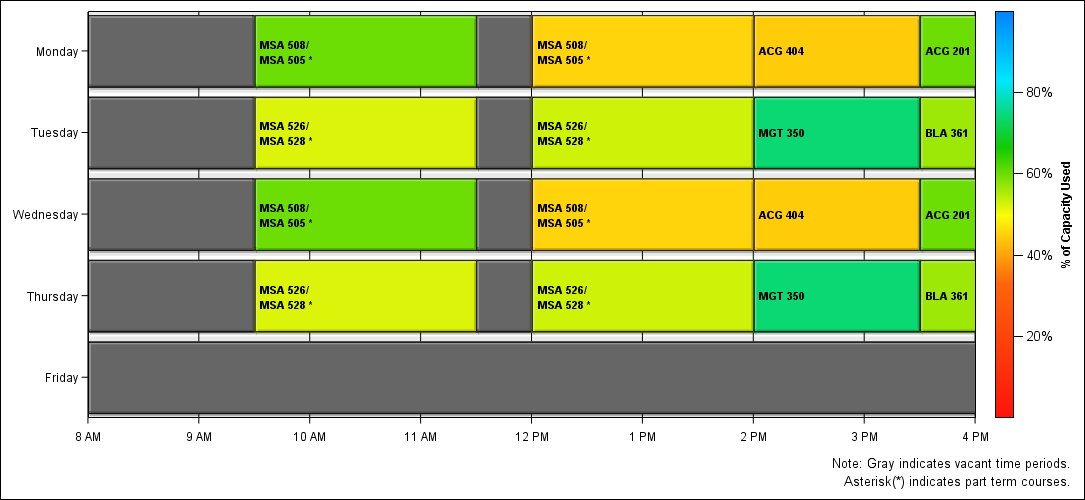 Monday
MSA 508/
MSA 505 *
MSA 508/
MSA 505 *
ACG 404
ACG 201
Tuesday
MSA 526/
MSA 528 *
MSA 526/
MSA 528 *
MGT 350
BLA 361
Wednesday
MSA 508/
MSA 505 *
MSA 508/
MSA 505 *
ACG 404
ACG 201
Thursday
MSA 526/
MSA 528 *
MSA 526/
MSA 528 *
MGT 350
BLA 361
Friday
8 AM
9 AM
10 AM
11 AM
12 PM
1 PM
2 PM
3 PM
4 PM
80%
60%
40%
20%
% of Capacity Used
Note: Gray indicates vacant time periods.
Asterisk(*) indicates part term courses.